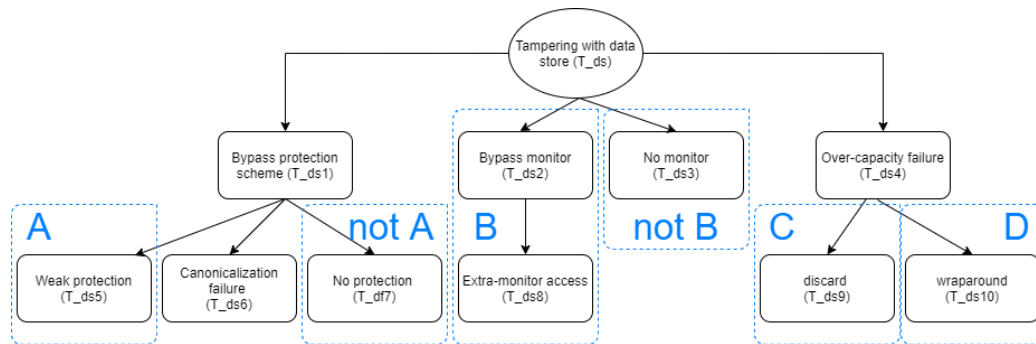 Tampering with data
store (T_ds)
Bypass protection
scheme (T_ds1)
Bypass monitor
(T_ds2)
No monitor
(T_ds3)
Over-capacity failure
(T_ds4)
A
not A
B
not B
C
D
Weak protection
(T_ds5)
Canonicalization
failure
(T_ds6)
No protection
(T_df7)
Extra-monitor access
(T_ds8)
discard
(T_ds9)
wraparound
(T_ds10)